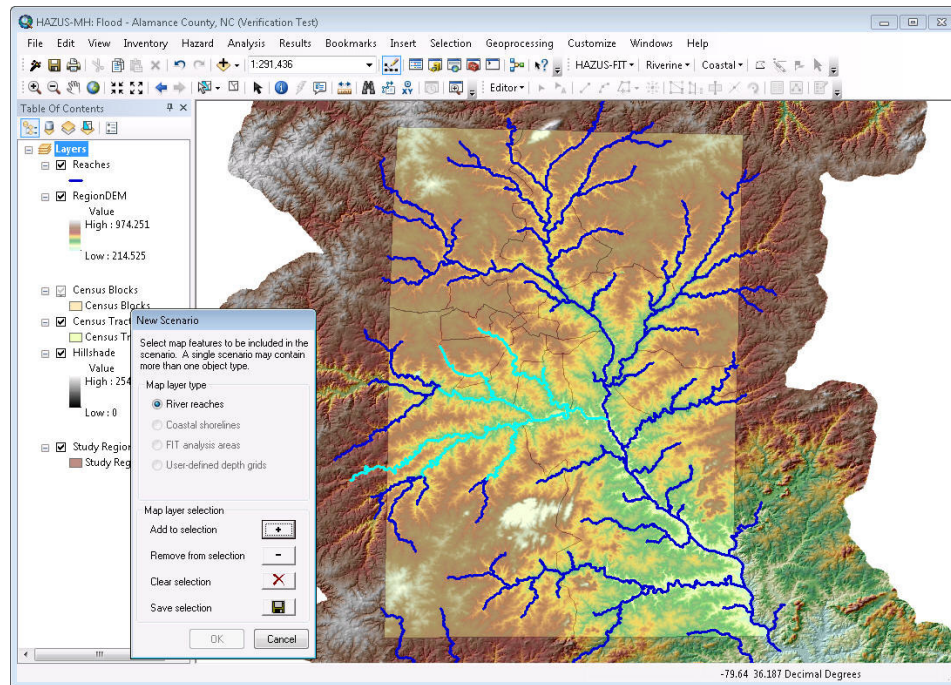 HAZUS-MH: Flood - Alamance County, NC (Verification Test)
File Edit View Inventory Hazard Analysis Results Bookmarks Insert Selection Geoprocessing Customize Windows Help
1:291,436 HAZUS-FIT Riverine Coastal
Editor
Table Of Contents
Layers
Reaches
RegionDEM
Value
High : 974.251
Low : 214.525
Census Blocks
Census Blocks
Census Tract
Census Tr
Hillshade
Value
High : 254
Low : 0
Study Region
Study Reg
New Scenario
Select map features to be included in the
scenario. A single scenario may contain
more than one object type.
Map layer type
River reaches
Coastal shorelines
FIT analysis areas
User-defined depth grids
Map layer selection
Add to selection +
Remove from selection -
Clear selection
Save selection
OK Cancel
-79.64 36.187 Decimal Degrees